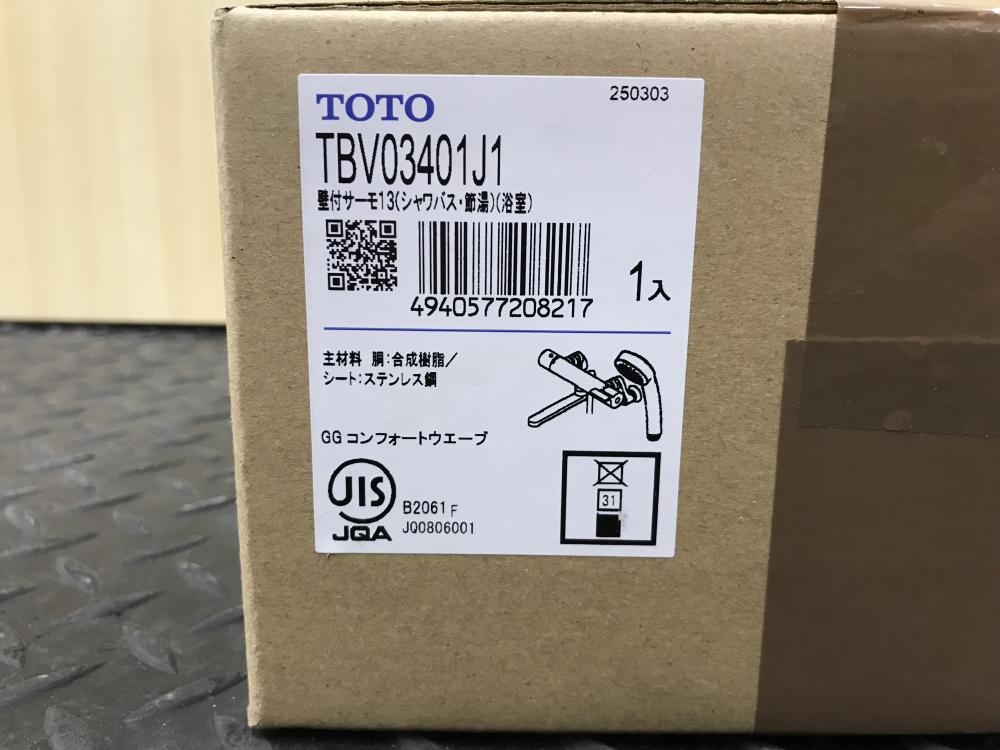 TOTO
250303
TBV03401J1
壁付サーモ13(シャワバス・節湯)(浴室)
4940577208217
1入
主材料 胴:合成樹脂/
シート:ステンレス鋼
GGコンフォートウエーブ
JIS
JQA
B2061 F
JQ0806001
31